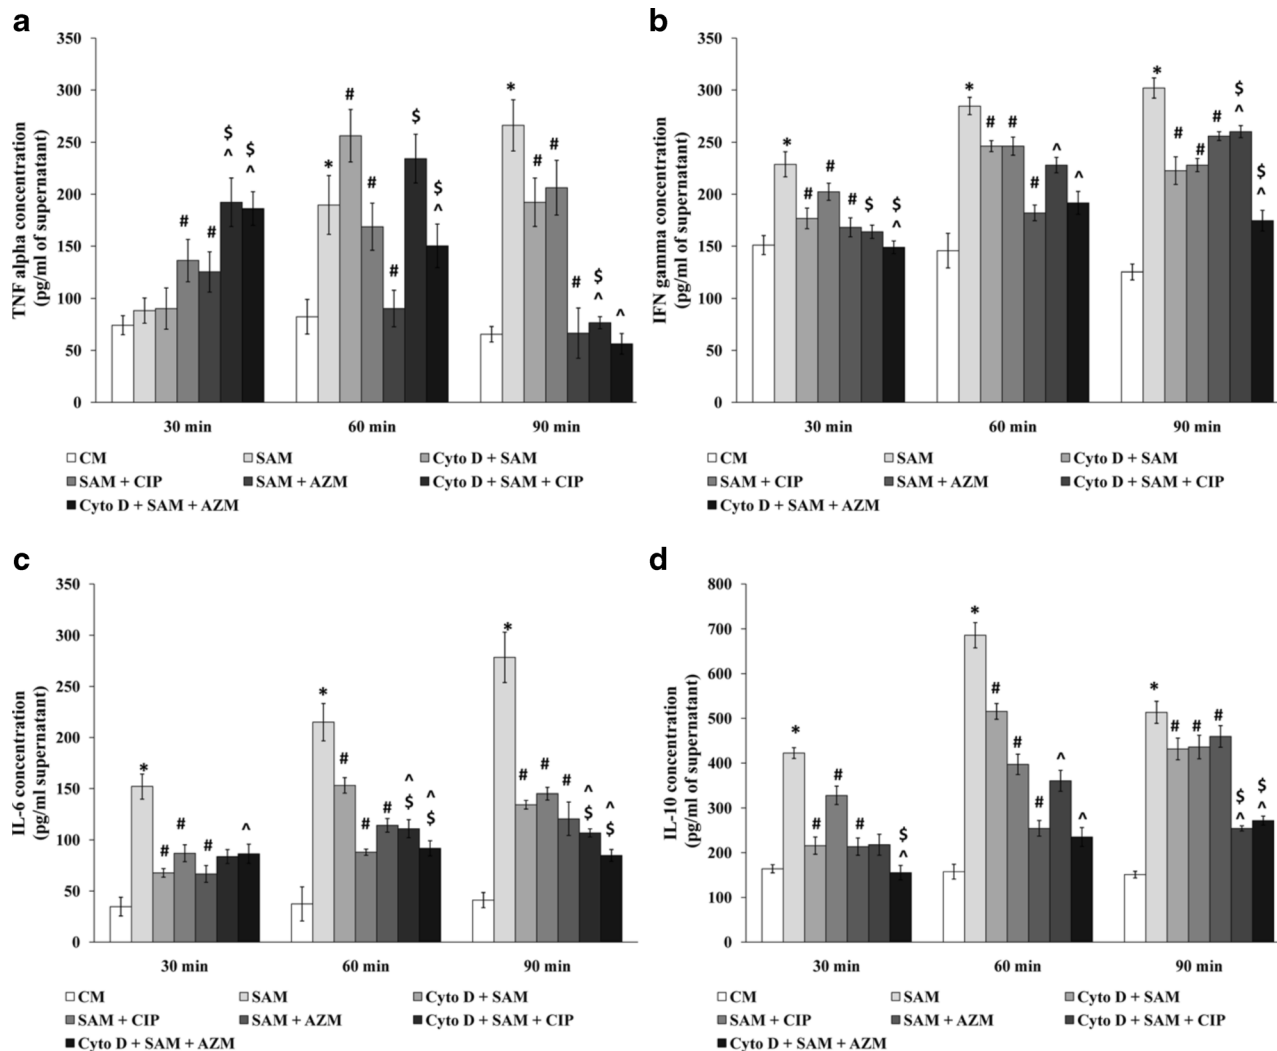 a
TNF alpha concentration
(pg/ml of supernatant)
350
300
250
200
150
100
50
0
*
#
$
^
$
^
#
#
*
#
#
#
$
$
^
*
#
#
#
$
^
^
30 min
60 min
90 min
CM
SAM
Cyto D + SAM
SAM + CIP
SAM + AZM
Cyto D + SAM + CIP
Cyto D + SAM + AZM
b
IFN gamma concentration
(pg/ml of supernatant)
350
300
250
200
150
100
50
0
*
#
#
#
$
$
^
*
#
#
#
^
^
*
#
#
#
$
^
$
^
30 min
60 min
90 min
CM
SAM
Cyto D + SAM
SAM + CIP
SAM + AZM
Cyto D + SAM + CIP
Cyto D + SAM + AZM
c
IL-6 concentration
(pg/ml supernatant)
350
300
250
200
150
100
50
0
*
#
#
#
^
*
#
#
#
^
$
^
$
*
#
#
#
^
$
^
$
30 min
60 min
90 min
CM
SAM
Cyto D + SAM
SAM + CIP
SAM + AZM
Cyto D + SAM + CIP
Cyto D + SAM + AZM
d
IL-10 concentration
(pg/ml of supernatant)
800
700
600
500
400
300
200
100
0
*
#
#
#
$
^
*
#
#
#
^
^
*
#
#
#
$
^
$
^
30 min
60 min
90 min
CM
SAM
Cyto D + SAM
SAM + CIP
SAM + AZM
Cyto D + SAM + CIP
Cyto D + SAM + AZM